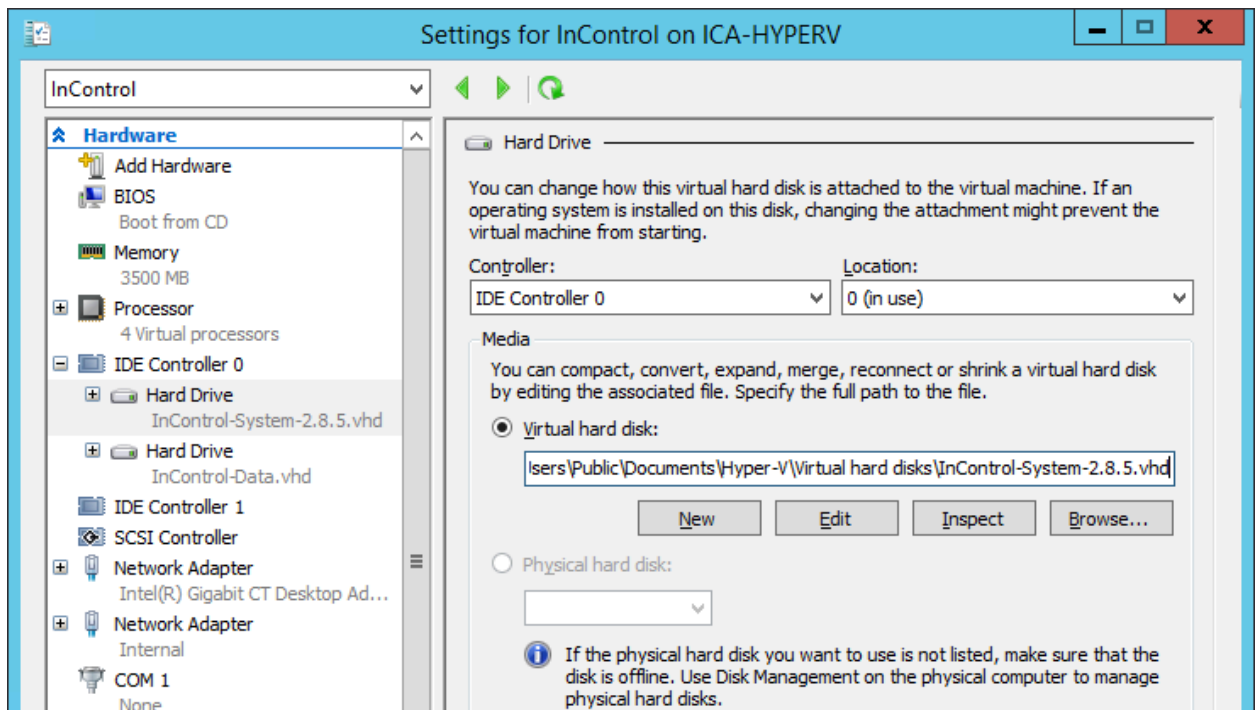 Settings for InControl on ICA-HYPERV
InControl
Hardware
Add Hardware
BIOS
Boot from CD
Memory
3500 MB
Processor
4 Virtual processors
IDE Controller 0
Hard Drive
InControl-System-2.8.5.vhd
Hard Drive
InControl-Data.vhd
IDE Controller 1
SCSI Controller
Network Adapter
Intel(R) Gigabit CT Desktop Ad...
Network Adapter
Internal
COM 1
None
Hard Drive
You can change how this virtual hard disk is attached to the virtual machine. If an
operating system is installed on this disk, changing the attachment might prevent the
virtual machine from starting.
Controller:
Location:
IDE Controller 0
0 (in use)
Media
You can compact, convert, expand, merge, reconnect or shrink a virtual hard disk
by editing the associated file. Specify the full path to the file.
Virtual hard disk:
sers\Public\Documents\Hyper-V\Virtual hard disks\InControl-System-2.8.5.vhd
New
Edit
Inspect
Browse...
Physical hard disk:
If the physical hard disk you want to use is not listed, make sure that the
disk is offline. Use Disk Management on the physical computer to manage
physical hard disks.